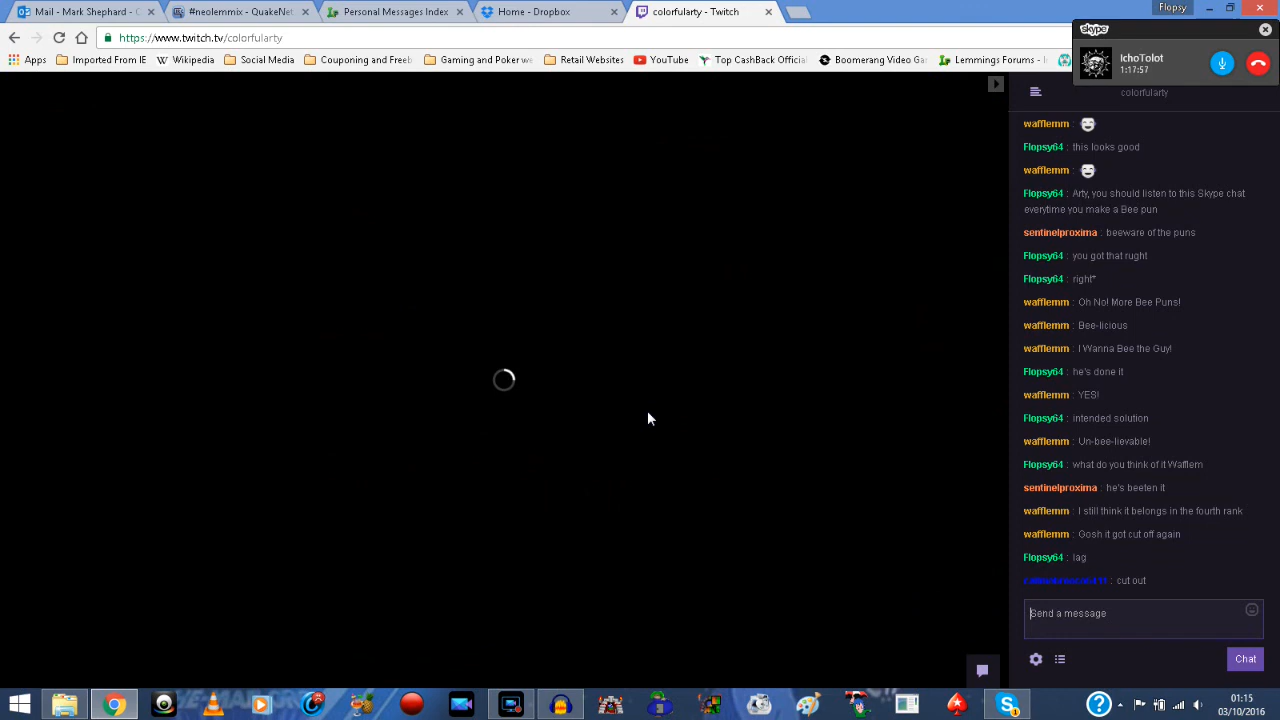 Mail - Mark Shephard - C
#neolemmix - QuakeNet
Personal Messages Index
Home - Dropbox
colorfularty - Twitch
Flopsy
https://www.twitch.tv/colorfularty
skype
Apps
Imported From IE
Wikipedia
Social Media
Couponing and Freeb
Gaming and Poker we
Retail Websites
YouTube
Top CashBack Official
Boomerang Video Ga
Lemmings Forums - I
IchoTolot
1:17:57
colorfularty
wafflemm :
Flopsy64 : this looks good
wafflemm :
Flopsy64 : Arty, you should listen to this Skype chat
everytime you make a Bee pun
sentinelproxima : beeware of the puns
Flopsy64 : you got that rught
Flopsy64 : right*
wafflemm : Oh No! More Bee Puns!
wafflemm : Bee-licious
wafflemm : I Wanna Bee the Guy!
Flopsy64 : he's done it
wafflemm : YES!
Flopsy64 : intended solution
wafflemm : Un-bee-lievable!
Flopsy64 : what do you think of it Wafflem
sentinelproxima : he's beeten it
wafflemm : I still think it belongs in the fourth rank
wafflemm : Gosh it got cut off again
Flopsy64 : lag
: cut out
Send a message
Chat
01:15
03/10/2016